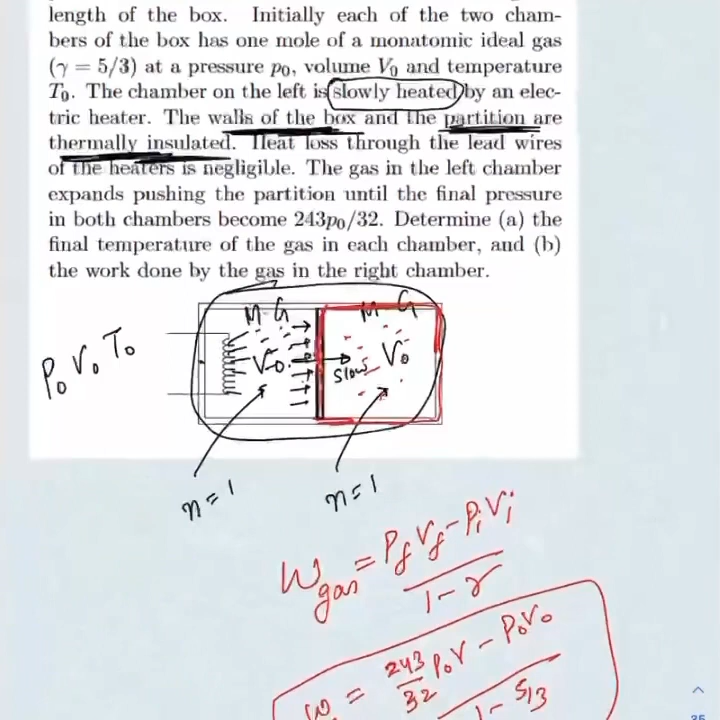 length of the box. Initially each of the two cham-
bers of the box has one mole of a monatomic ideal gas
(γ = 5/3) at a pressure p₀, volume V₀ and temperature
T₀. The chamber on the left is slowly heated by an elec-
tric heater. The walls of the box and the partition are
thermally insulated. Heat loss through the lead wires
of the heaters is negligible. The gas in the left chamber
expands pushing the partition until the final pressure
in both chambers become 243p₀/32. Determine (a) the
final temperature of the gas in each chamber, and (b)
the work done by the gas in the right chamber.
M·G M·G
P₀ V₀ T₀
V₀ slow V₀
n=1 n=1
W gas = P_f V_f - P_i V_i / 1-γ
W = 243/32 P₀V - P₀V₀ / 1-5/3
35